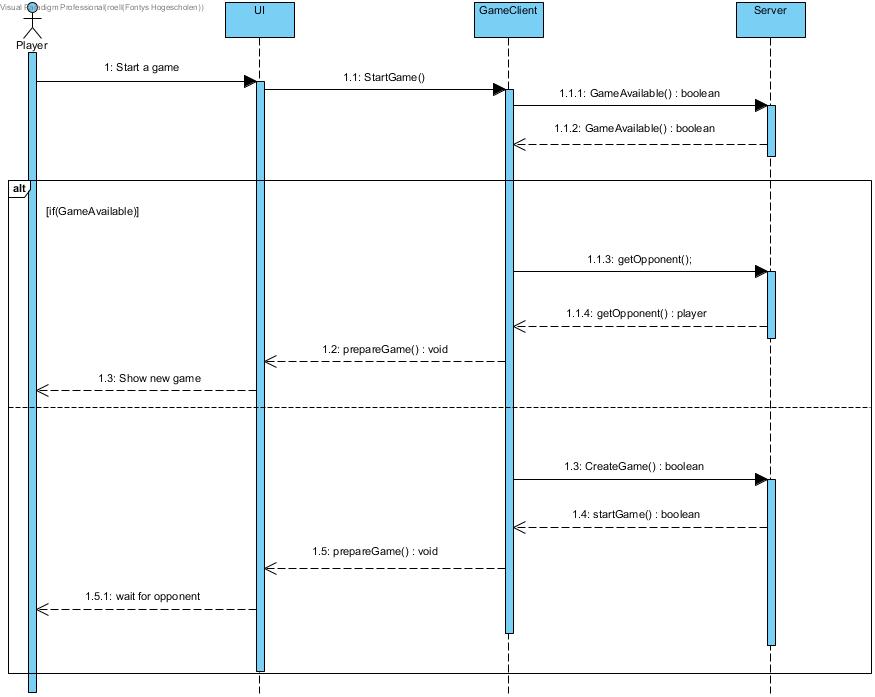 Visual Paradigm Professional(roell(Fontys Hogescholen))
UI
GameClient
Server
Player
1: Start a game
1.1: StartGame()
1.1.1: GameAvailable() : boolean
1.1.2: GameAvailable() : boolean
alt
[if(GameAvailable)]
1.1.3: getOpponent();
1.1.4: getOpponent() : player
1.2: prepareGame() : void
1.3: Show new game
1.3: CreateGame() : boolean
1.4: startGame() : boolean
1.5: prepareGame() : void
1.5.1: wait for opponent